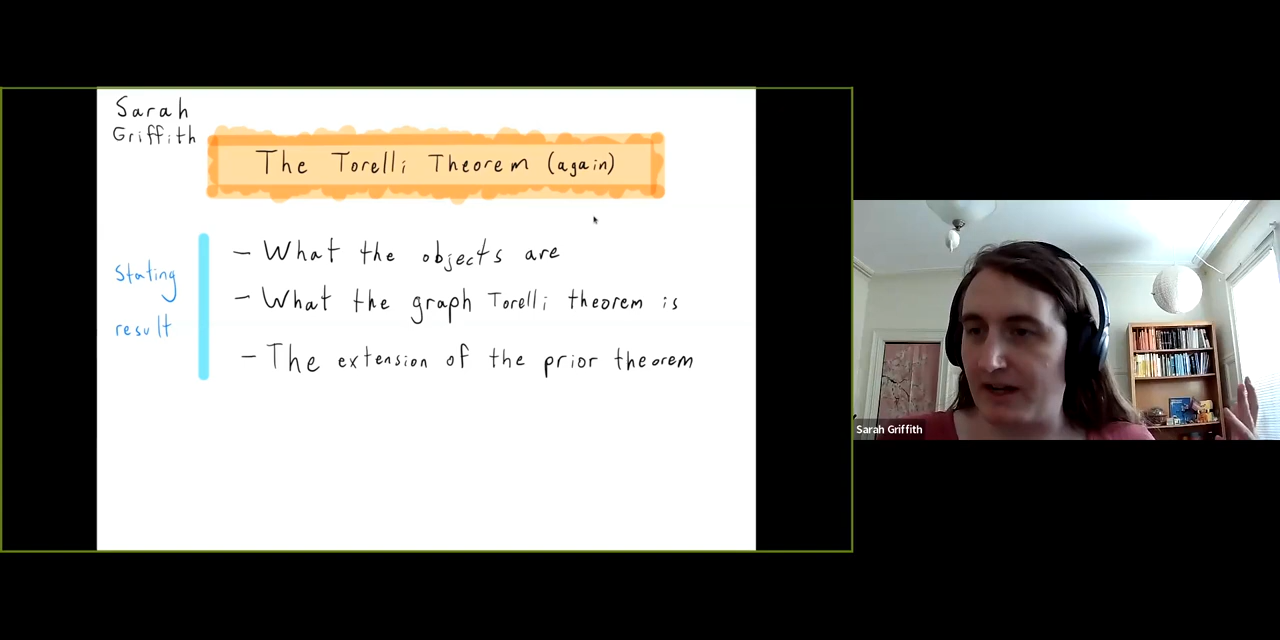 Sarah
Griffith
The Torelli Theorem (again)
Stating
result
- What the objects are
- What the graph Torelli theorem is
- The extension of the prior theorem
Sarah Griffith